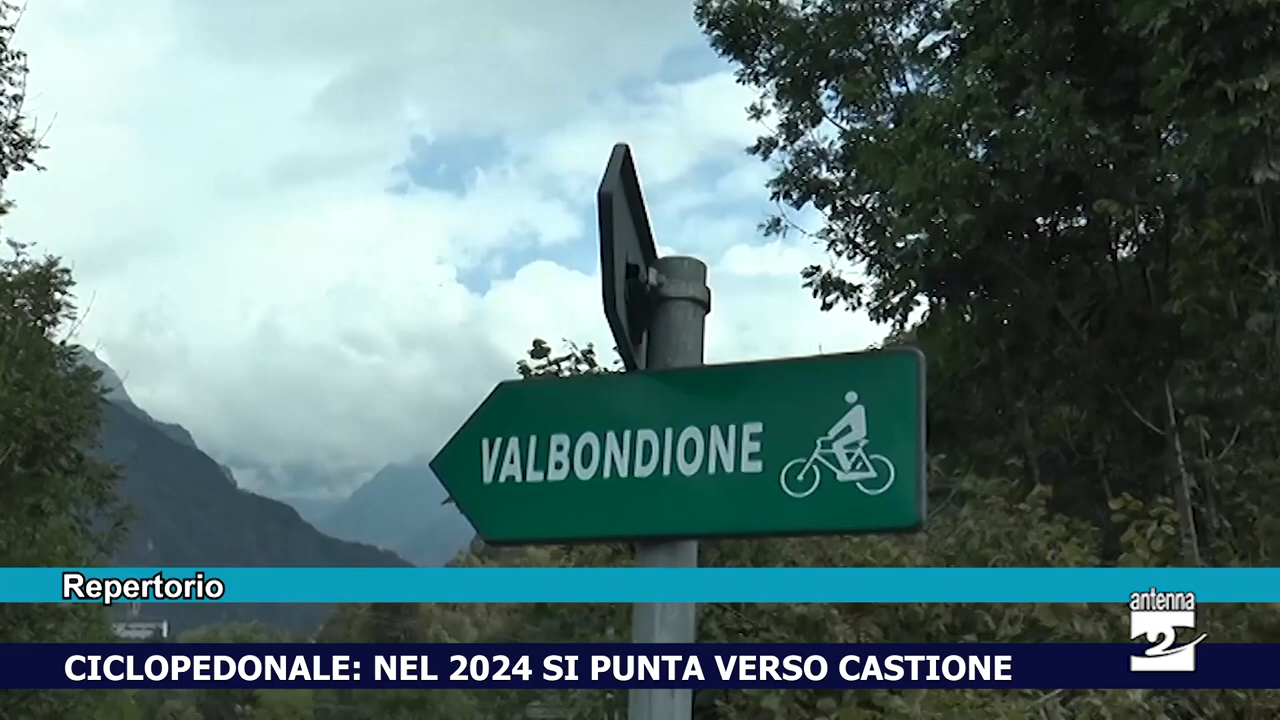 VALBONDIONE
Repertorio
antenna
2
CICLOPEDONALE: NEL 2024 SI PUNTA VERSO CASTIONE